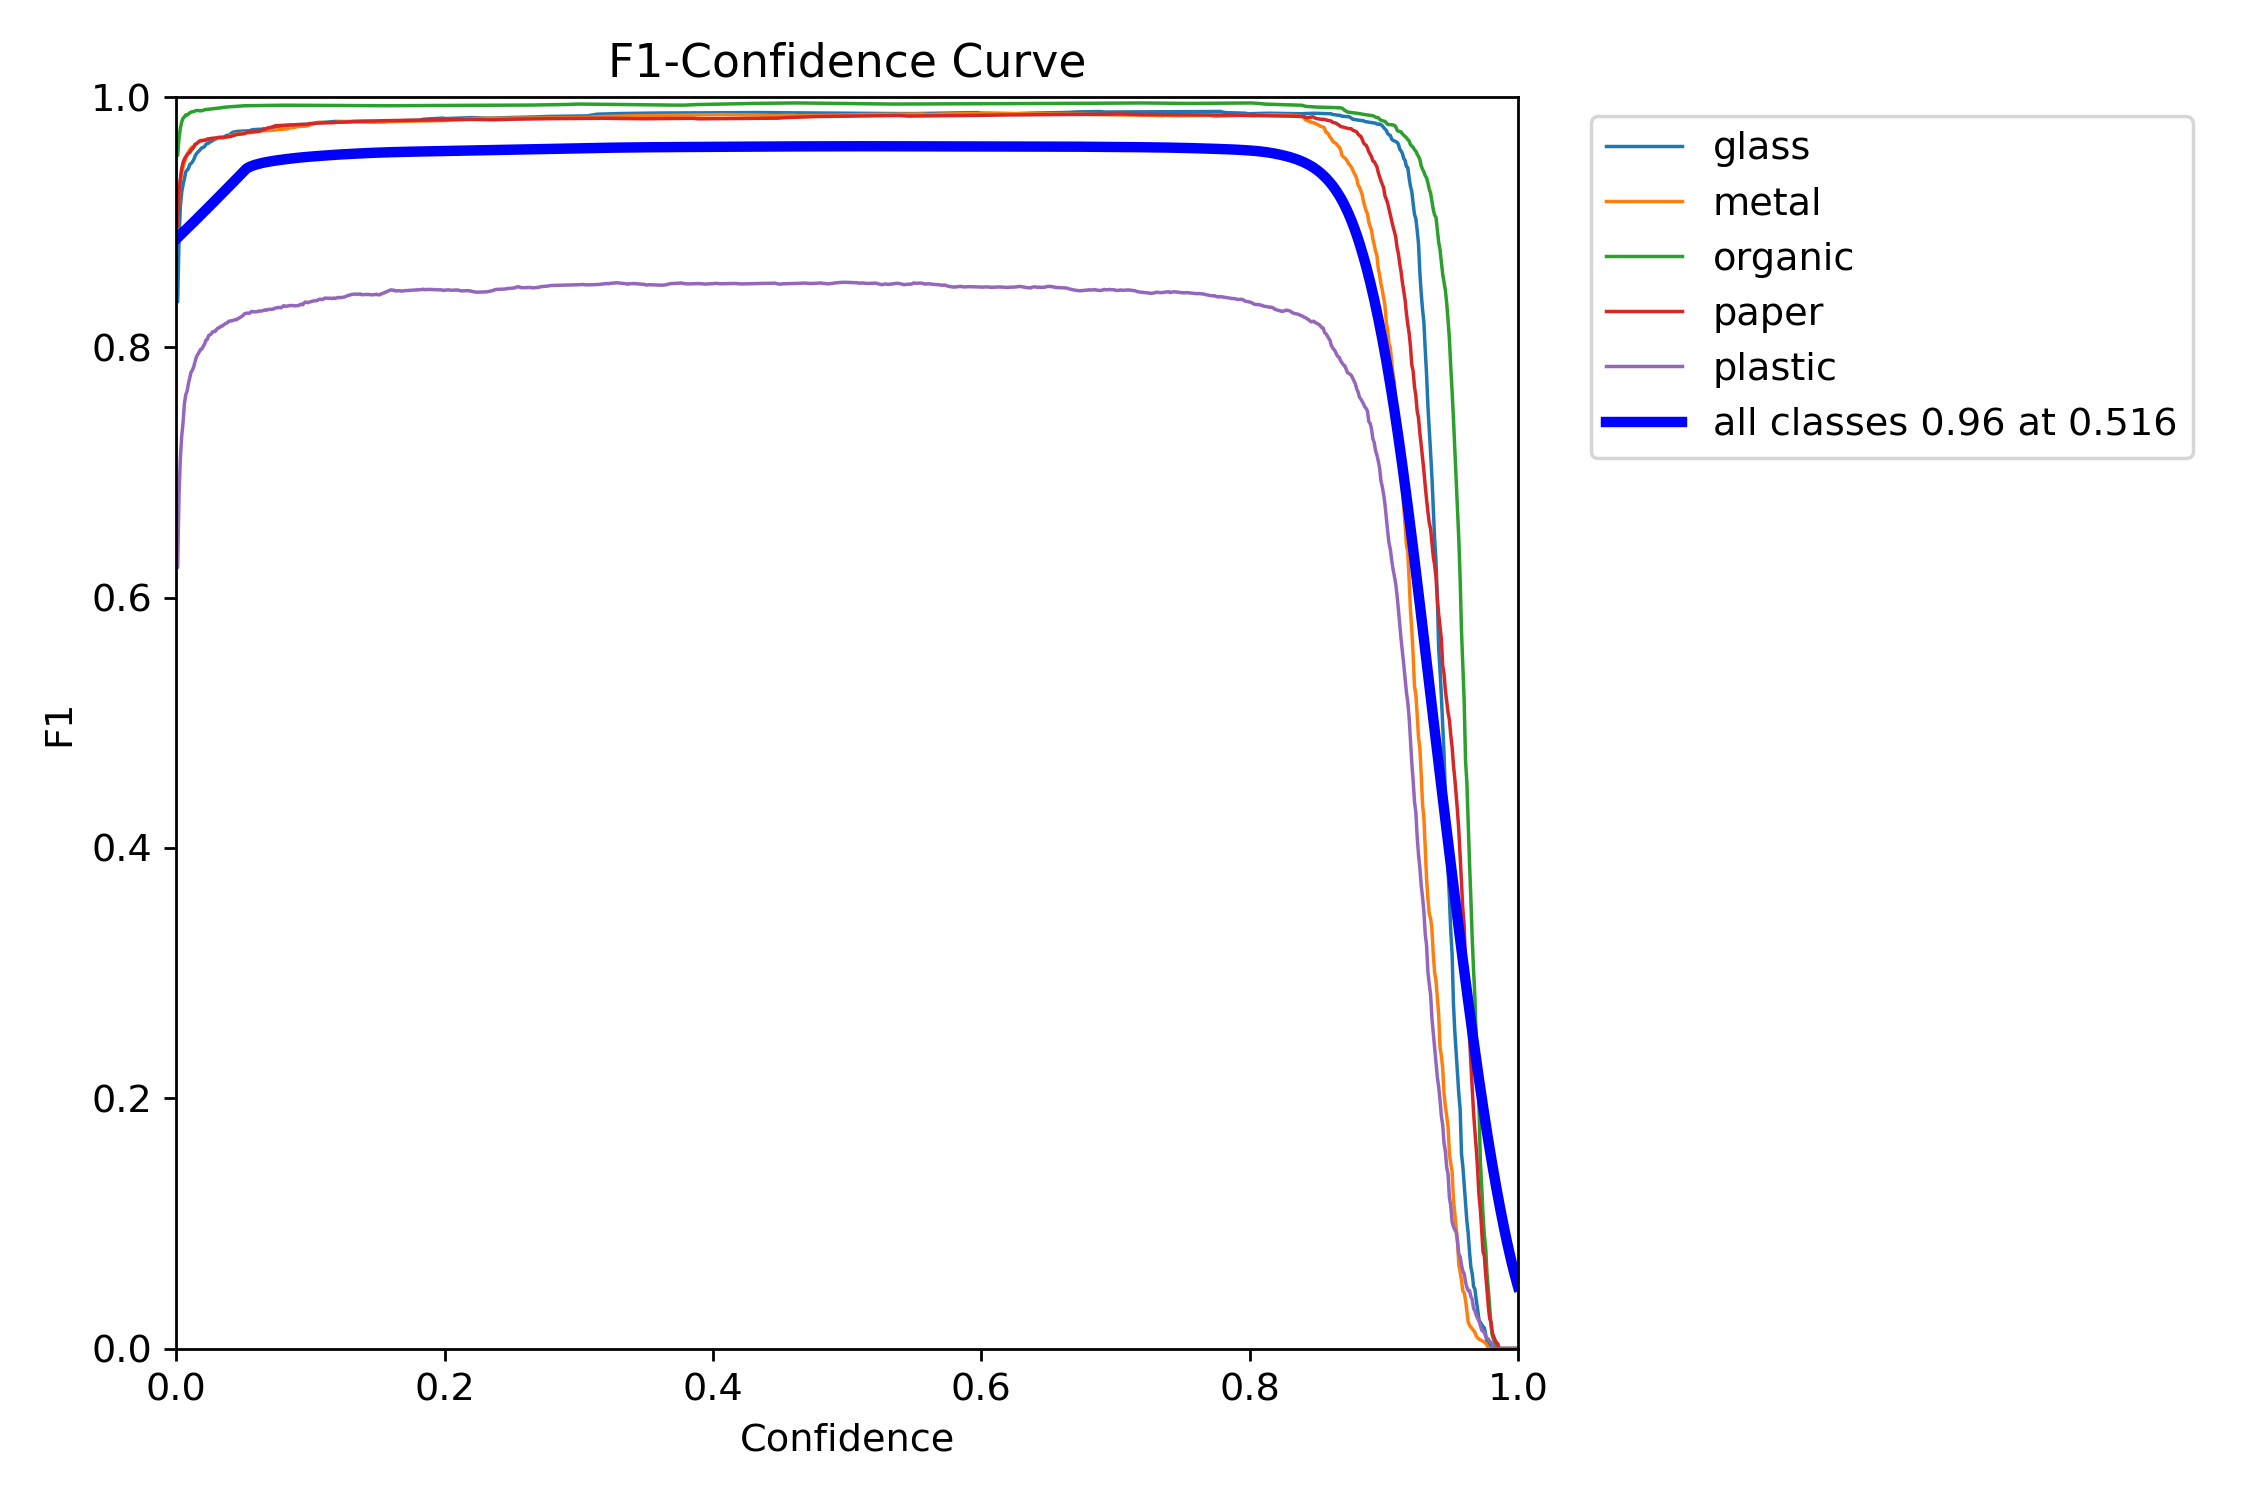 F1-Confidence Curve
1.0
0.8
0.6
0.4
0.2
0.0
F1
0.0 0.2 0.4 0.6 0.8 1.0
Confidence
glass
metal
organic
paper
plastic
all classes 0.96 at 0.516